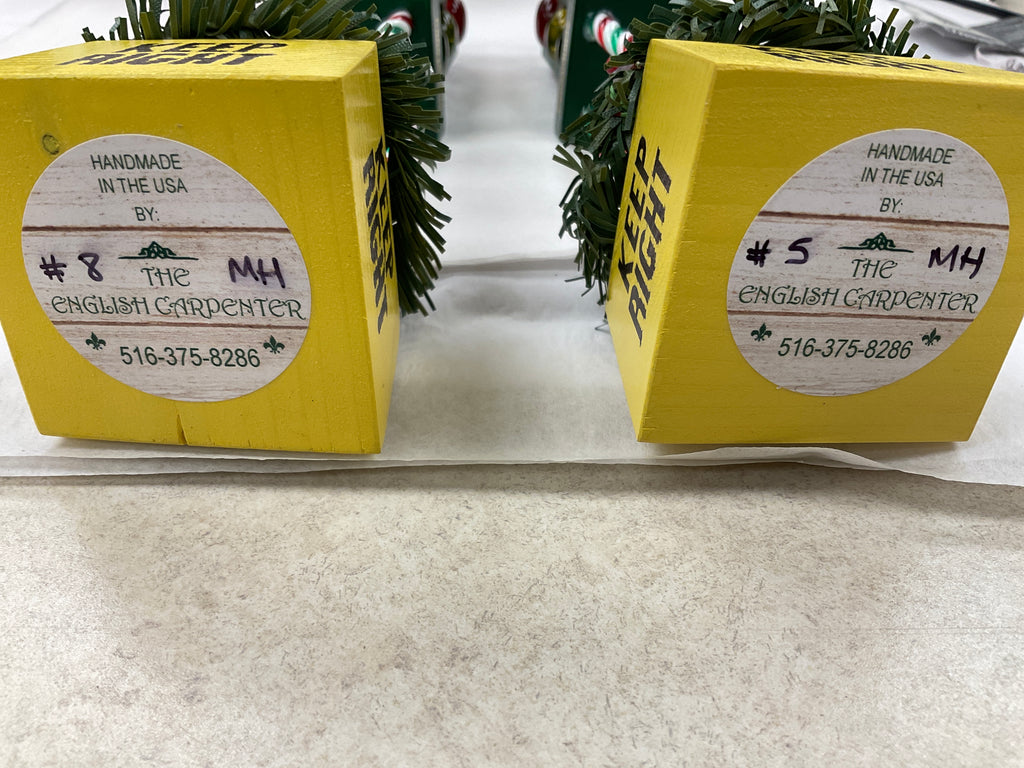 KEEP
RIGHT
HANDMADE
IN THE USA
BY:
# 8 MH
THE
ENGLISH CARPENTER
516-375-8286
KEEP
RIGHT
KEEP
RIGHT
HANDMADE
IN THE USA
BY:
# 5 MH
THE
ENGLISH CARPENTER
516-375-8286